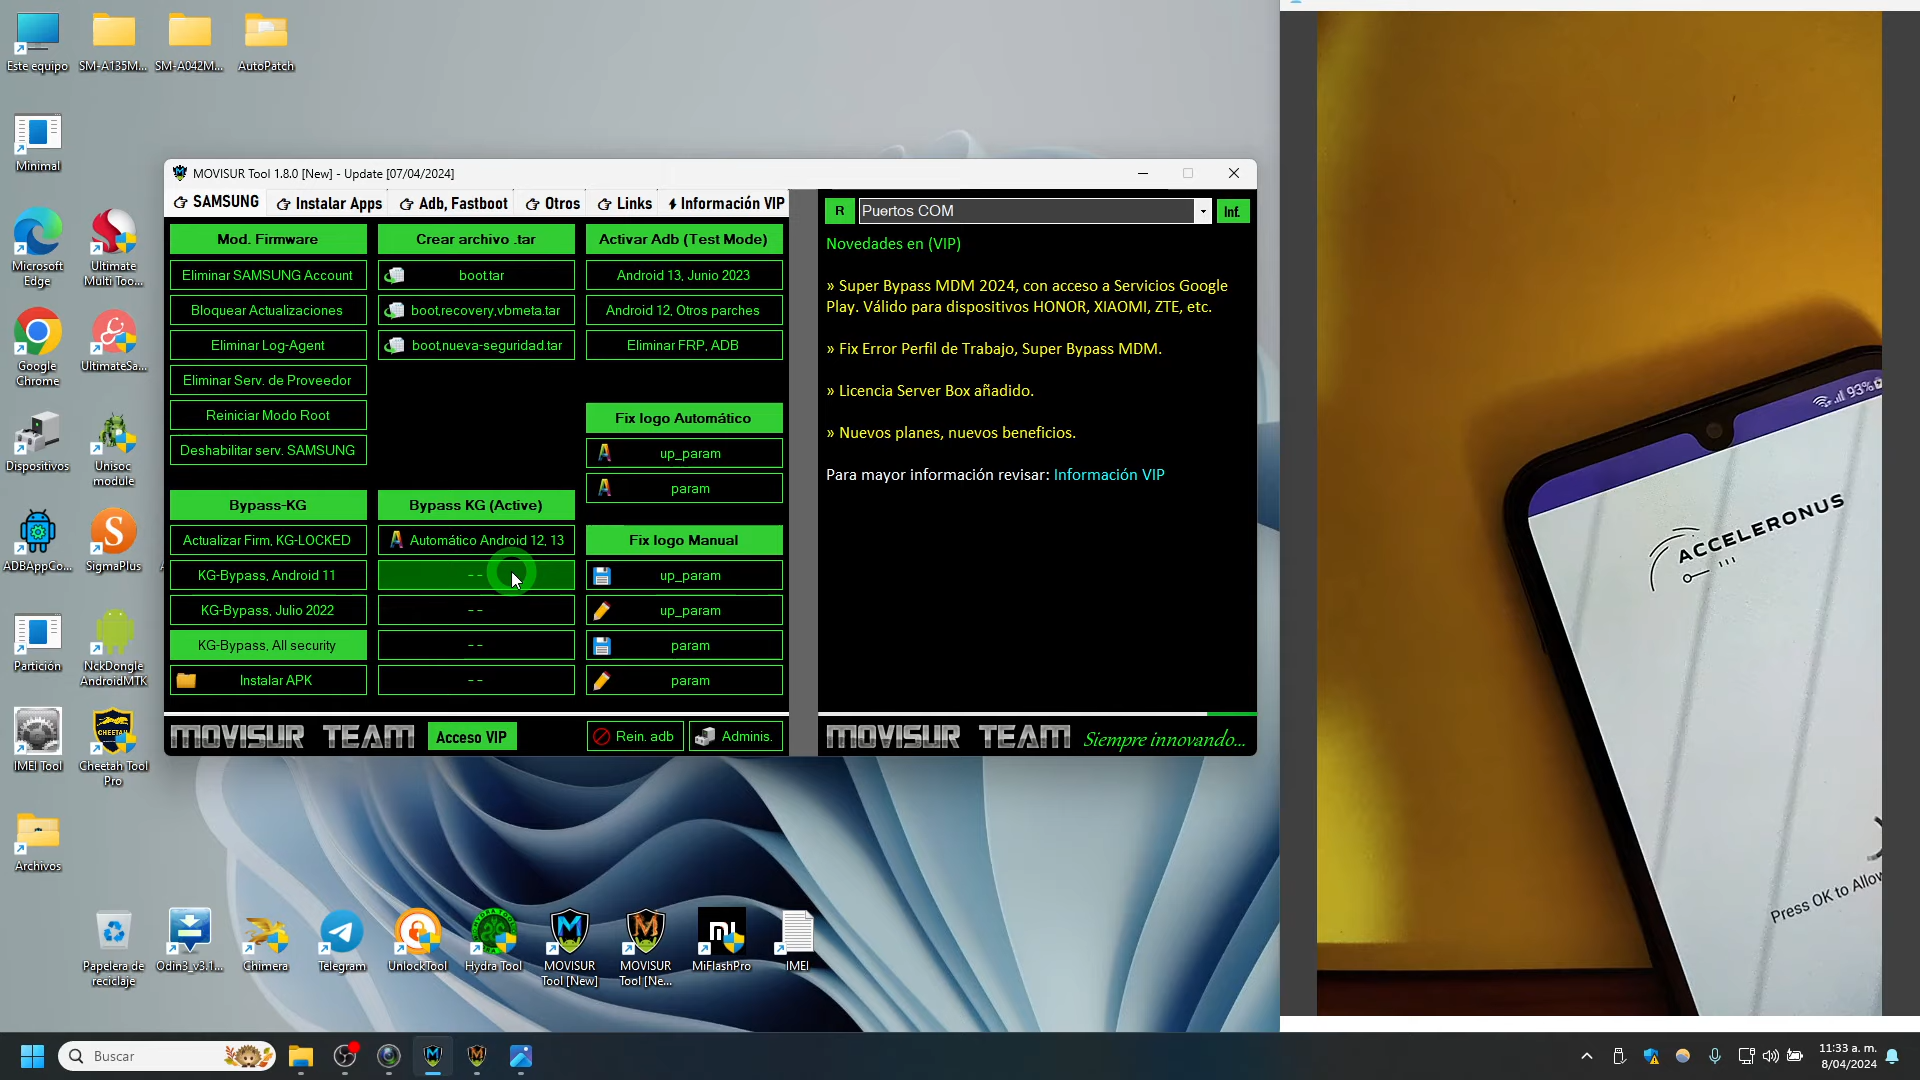 Este equipo
SM-A135M...
SM-A042M...
AutoPatch
Minimal
Microsoft
Edge
Ultimate
Multi Too...
Google
Chrome
UltimateSa...
Dispositivos
Unisoc
module
ADBAppCo...
SigmaPlus
Partición
NckDongle
AndroidMTK
IMEI Tool
Cheetah Tool
Pro
Archivos
MOVISUR Tool 1.8.0 [New] - Update [07/04/2024]
SAMSUNG
Instalar Apps
Adb, Fastboot
Otros
Links
Información VIP
Mod. Firmware
Eliminar SAMSUNG Account
Bloquear Actualizaciones
Eliminar Log-Agent
Eliminar Serv. de Proveedor
Reiniciar Modo Root
Deshabilitar serv. SAMSUNG
Crear archivo .tar
boot.tar
boot,recovery,vbmeta.tar
boot,nueva-seguridad.tar
Activar Adb (Test Mode)
Android 13, Junio 2023
Android 12, Otros parches
Eliminar FRP, ADB
Fix logo Automático
up_param
param
Bypass-KG
Actualizar Firm, KG-LOCKED
KG-Bypass, Android 11
KG-Bypass, Julio 2022
KG-Bypass, All security
Instalar APK
Bypass KG (Active)
Automático Android 12, 13
- -
- -
- -
- -
Fix logo Manual
up_param
up_param
param
param
MOVISUR TEAM
Acceso VIP
Rein. adb
Adminis.
R
Puertos COM
Inf.
Novedades en (VIP)
» Super Bypass MDM 2024, con acceso a Servicios Google
Play. Válido para dispositivos HONOR, XIAOMI, ZTE, etc.
» Fix Error Perfil de Trabajo, Super Bypass MDM.
» Licencia Server Box añadido.
» Nuevos planes, nuevos beneficios.
Para mayor información revisar: Información VIP
MOVISUR TEAM
Siempre innovando...
93%
ACCELERONUS
Press OK to Allow
Papelera de
reciclaje
Odin3_v3.1...
Chimera
Telegram
UnlockTool
Hydra Tool
MOVISUR
Tool [New]
MOVISUR
Tool [Ne...
MiFlashPro
IMEI
Buscar
11:33 a. m.
8/04/2024